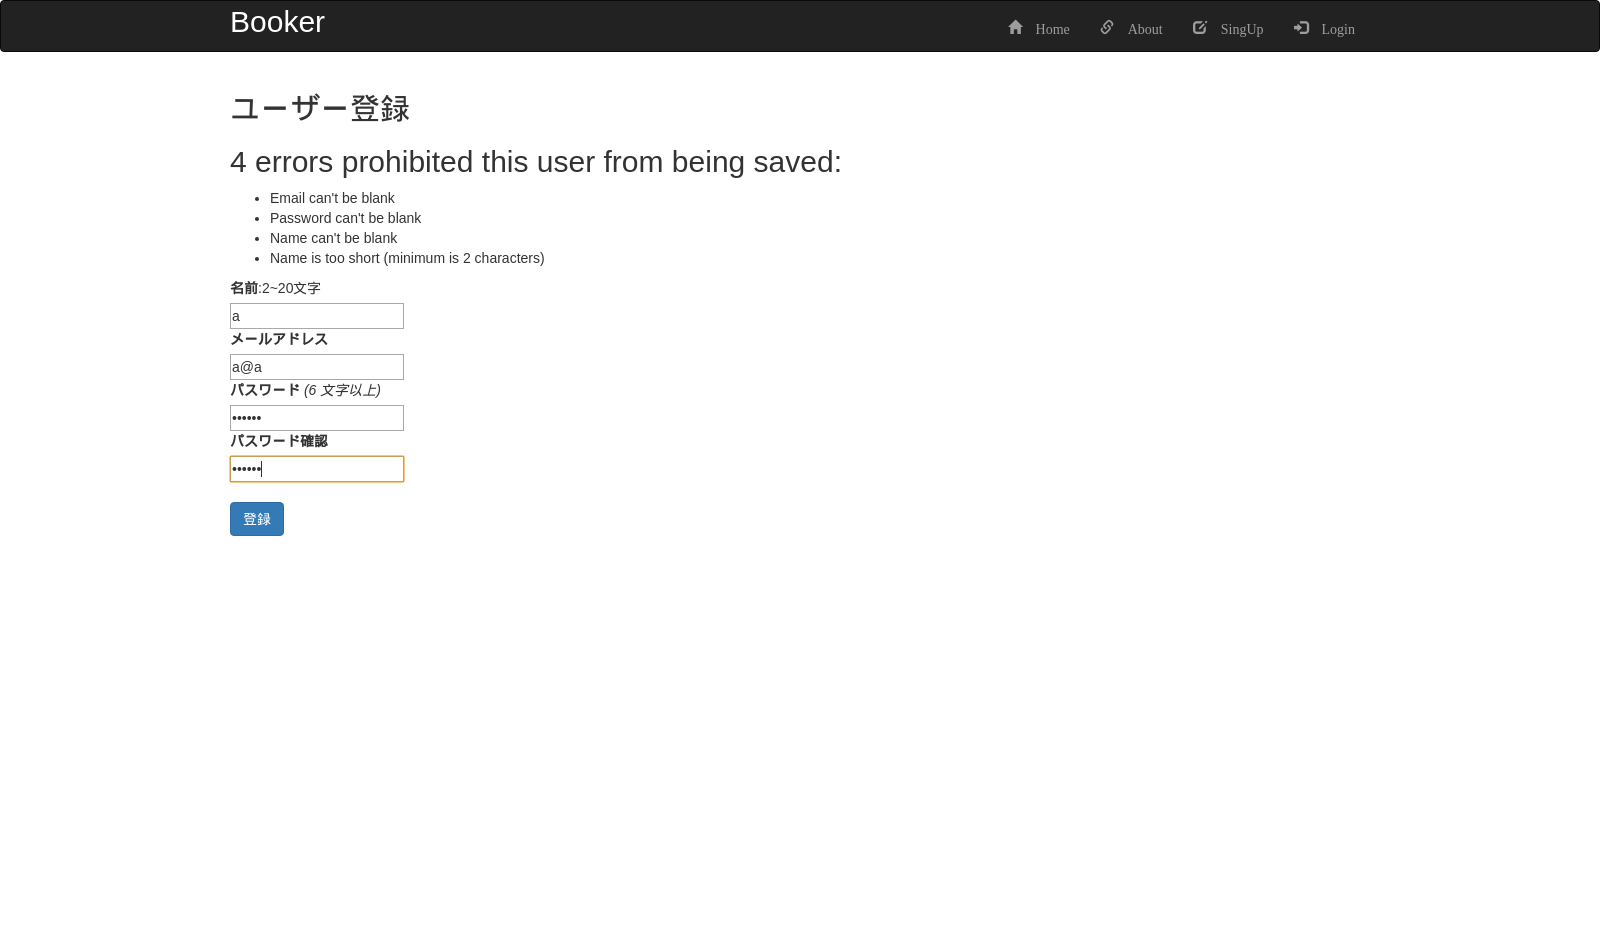 Booker
Home About SingUp Login
ユーザー登録
4 errors prohibited this user from being saved:
• Email can't be blank
• Password can't be blank
• Name can't be blank
• Name is too short (minimum is 2 characters)
名前:2~20文字
a
メールアドレス
a@a
パスワード (6 文字以上)
••••••
パスワード確認
••••••
登録